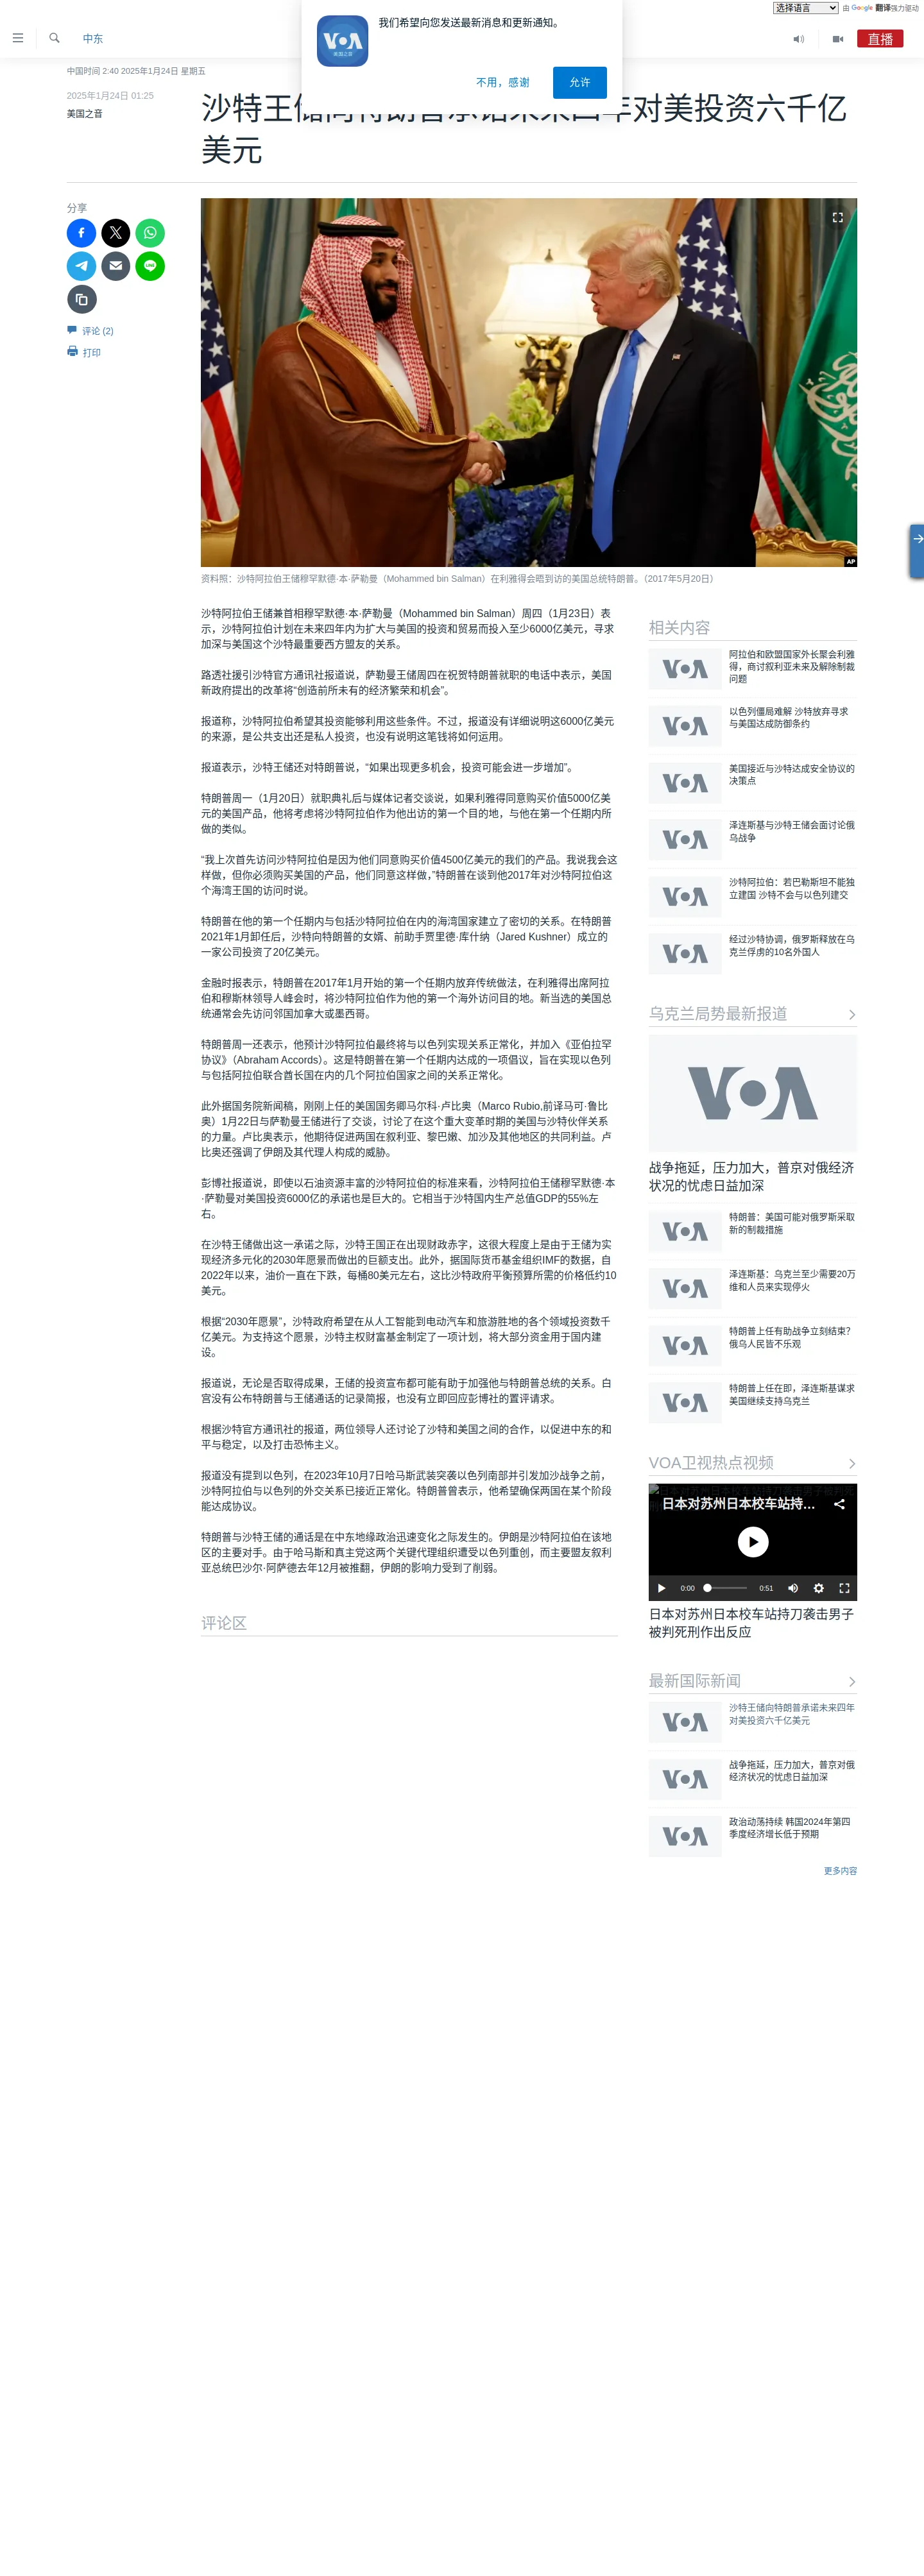 选择语言 由 Google 翻译强力驱动
我们希望向您发送最新消息和更新通知。
不用，感谢
允许
中东
直播
中国时间 2:40 2025年1月24日 星期五
2025年1月24日 01:25
美国之音
沙特王储向特朗普承诺未来四年对美投资六千亿
美元
分享
评论 (2)
打印
AP
资料照：沙特阿拉伯王储穆罕默德·本·萨勒曼（Mohammed bin Salman）在利雅得会晤到访的美国总统特朗普。（2017年5月20日）
沙特阿拉伯王储兼首相穆罕默德·本·萨勒曼（Mohammed bin Salman）周四（1月23日）表
示，沙特阿拉伯计划在未来四年内为扩大与美国的投资和贸易而投入至少6000亿美元，寻求
加深与美国这个沙特最重要西方盟友的关系。
路透社援引沙特官方通讯社报道说，萨勒曼王储周四在祝贺特朗普就职的电话中表示，美国
新政府提出的改革将“创造前所未有的经济繁荣和机会”。
报道称，沙特阿拉伯希望其投资能够利用这些条件。不过，报道没有详细说明这6000亿美元
的来源，是公共支出还是私人投资，也没有说明这笔钱将如何运用。
报道表示，沙特王储还对特朗普说，“如果出现更多机会，投资可能会进一步增加”。
特朗普周一（1月20日）就职典礼后与媒体记者交谈说，如果利雅得同意购买价值5000亿美
元的美国产品，他将考虑将沙特阿拉伯作为他出访的第一个目的地，与他在第一个任期内所
做的类似。
“我上次首先访问沙特阿拉伯是因为他们同意购买价值4500亿美元的我们的产品。我说我会这
样做，但你必须购买美国的产品，他们同意这样做，”特朗普在谈到他2017年对沙特阿拉伯这
个海湾王国的访问时说。
特朗普在他的第一个任期内与包括沙特阿拉伯在内的海湾国家建立了密切的关系。在特朗普
2021年1月卸任后，沙特向特朗普的女婿、前助手贾里德·库什纳（Jared Kushner）成立的
一家公司投资了20亿美元。
金融时报表示，特朗普在2017年1月开始的第一个任期内放弃传统做法，在利雅得出席阿拉
伯和穆斯林领导人峰会时，将沙特阿拉伯作为他的第一个海外访问目的地。新当选的美国总
统通常会先访问邻国加拿大或墨西哥。
特朗普周一还表示，他预计沙特阿拉伯最终将与以色列实现关系正常化，并加入《亚伯拉罕
协议》（Abraham Accords）。这是特朗普在第一个任期内达成的一项倡议，旨在实现以色列
与包括阿拉伯联合酋长国在内的几个阿拉伯国家之间的关系正常化。
此外据国务院新闻稿，刚刚上任的美国国务卿马尔科·卢比奥（Marco Rubio,前译马可·鲁比
奥）1月22日与萨勒曼王储进行了交谈，讨论了在这个重大变革时期的美国与沙特伙伴关系
的力量。卢比奥表示，他期待促进两国在叙利亚、黎巴嫩、加沙及其他地区的共同利益。卢
比奥还强调了伊朗及其代理人构成的威胁。
彭博社报道说，即使以石油资源丰富的沙特阿拉伯的标准来看，沙特阿拉伯王储穆罕默德·本
·萨勒曼对美国投资6000亿的承诺也是巨大的。它相当于沙特国内生产总值GDP的55%左
右。
在沙特王储做出这一承诺之际，沙特王国正在出现财政赤字，这很大程度上是由于王储为实
现经济多元化的2030年愿景而做出的巨额支出。此外，据国际货币基金组织IMF的数据，自
2022年以来，油价一直在下跌，每桶80美元左右，这比沙特政府平衡预算所需的价格低约10
美元。
根据“2030年愿景”，沙特政府希望在从人工智能到电动汽车和旅游胜地的各个领域投资数千
亿美元。为支持这个愿景，沙特主权财富基金制定了一项计划，将大部分资金用于国内建
设。
报道说，无论是否取得成果，王储的投资宣布都可能有助于加强他与特朗普总统的关系。白
宫没有公布特朗普与王储通话的记录简报，也没有立即回应彭博社的置评请求。
根据沙特官方通讯社的报道，两位领导人还讨论了沙特和美国之间的合作，以促进中东的和
平与稳定，以及打击恐怖主义。
报道没有提到以色列，在2023年10月7日哈马斯武装突袭以色列南部并引发加沙战争之前，
沙特阿拉伯与以色列的外交关系已接近正常化。特朗普曾表示，他希望确保两国在某个阶段
能达成协议。
特朗普与沙特王储的通话是在中东地缘政治迅速变化之际发生的。伊朗是沙特阿拉伯在该地
区的主要对手。由于哈马斯和真主党这两个关键代理组织遭受以色列重创，而主要盟友叙利
亚总统巴沙尔·阿萨德去年12月被推翻，伊朗的影响力受到了削弱。
评论区
相关内容
阿拉伯和欧盟国家外长聚会利雅
得，商讨叙利亚未来及解除制裁
问题
以色列僵局难解 沙特放弃寻求
与美国达成防御条约
美国接近与沙特达成安全协议的
决策点
泽连斯基与沙特王储会面讨论俄
乌战争
沙特阿拉伯：若巴勒斯坦不能独
立建国 沙特不会与以色列建交
经过沙特协调，俄罗斯释放在乌
克兰俘虏的10名外国人
乌克兰局势最新报道
战争拖延，压力加大，普京对俄经济
状况的忧虑日益加深
特朗普：美国可能对俄罗斯采取
新的制裁措施
泽连斯基：乌克兰至少需要20万
维和人员来实现停火
特朗普上任有助战争立刻结束？
俄乌人民皆不乐观
特朗普上任在即，泽连斯基谋求
美国继续支持乌克兰
VOA卫视热点视频
日本对苏州日本校车站持...
0:00
0:51
日本对苏州日本校车站持刀袭击男子
被判死刑作出反应
最新国际新闻
沙特王储向特朗普承诺未来四年
对美投资六千亿美元
战争拖延，压力加大，普京对俄
经济状况的忧虑日益加深
政治动荡持续 韩国2024年第四
季度经济增长低于预期
更多内容